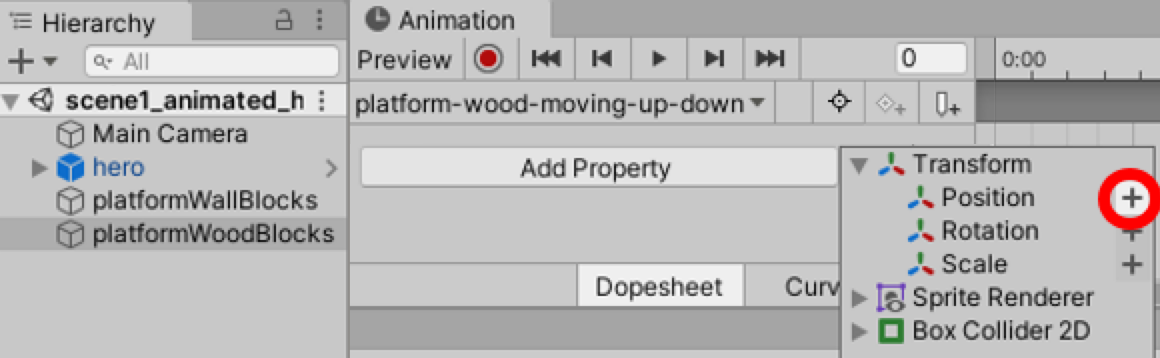 Hierarchy
All
scene1_animated_h
Main Camera
hero
platformWallBlocks
platformWoodBlocks
Animation
Preview
0
0:00
platform-wood-moving-up-down
Add Property
Dopesheet
Curv
Transform
Position
Rotation
Scale
Sprite Renderer
Box Collider 2D